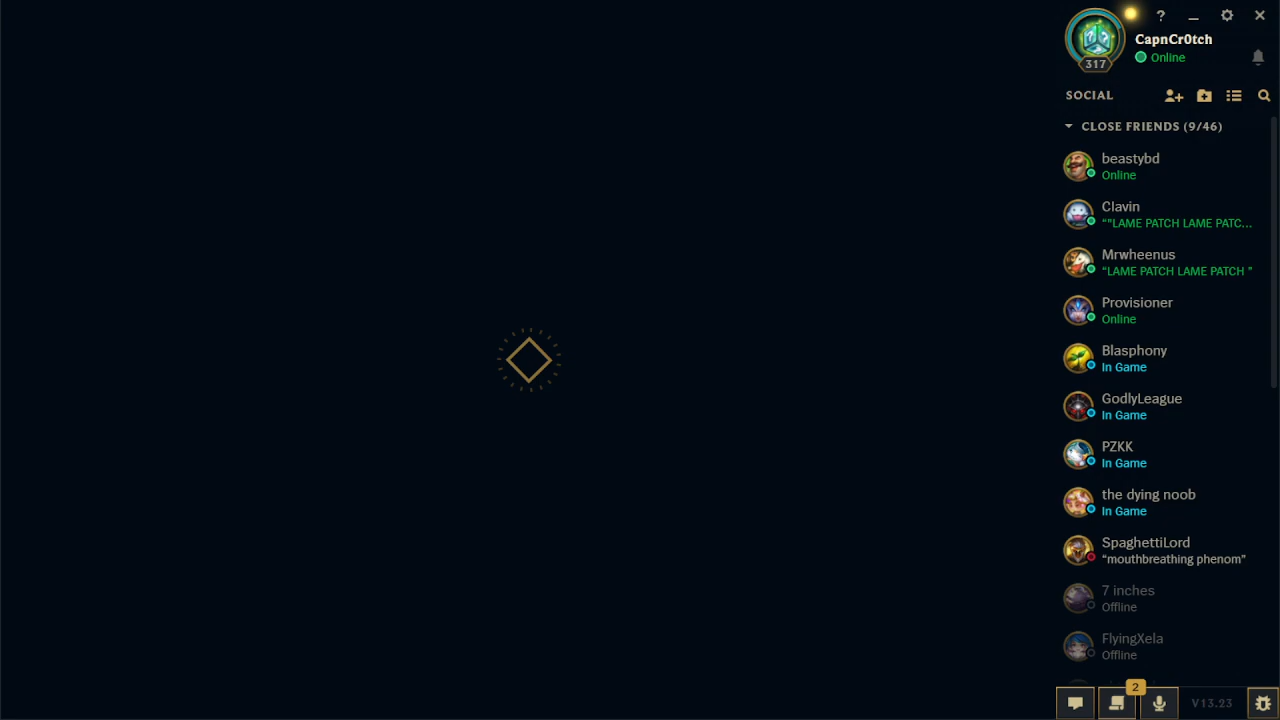 ?
CapnCr0tch
Online
317
SOCIAL
CLOSE FRIENDS (9/46)
beastybd
Online
Clavin
“"LAME PATCH LAME PATC...
Mrwheenus
“LAME PATCH LAME PATCH ”
Provisioner
Online
Blasphony
In Game
GodlyLeague
In Game
PZKK
In Game
the dying noob
In Game
SpaghettiLord
“mouthbreathing phenom”
7 inches
Offline
FlyingXela
Offline
2
V13.23